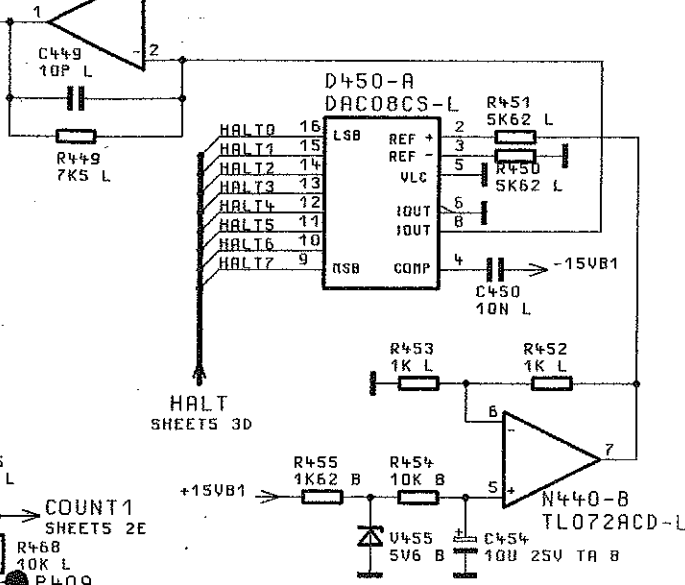 1
2
C449
10P L
R449
7K5 L
D450-A
DAC08CS-L
HALT0 16 LSB
HALT1 15
HALT2 14
HALT3 13
HALT4 12
HALT5 11
HALT6 10
HALT7 9 MSB
REF + 2
REF - 3
VLC 5
IOUT 6
IOUT 8
COMP 4
R451
5K62 L
R450
5K62 L
-15VB1
C450
10N L
HALT
SHEET5 3D
R453
1K L
R452
1K L
6
-
7
5
+
N440-B
TL072ACD-L
+15VB1
R455
1K62 B
R454
10K B
V455
5V6 B
+
C454
10U 25V TA B
L
COUNT1
SHEET5 2E
R468
10K L
P409